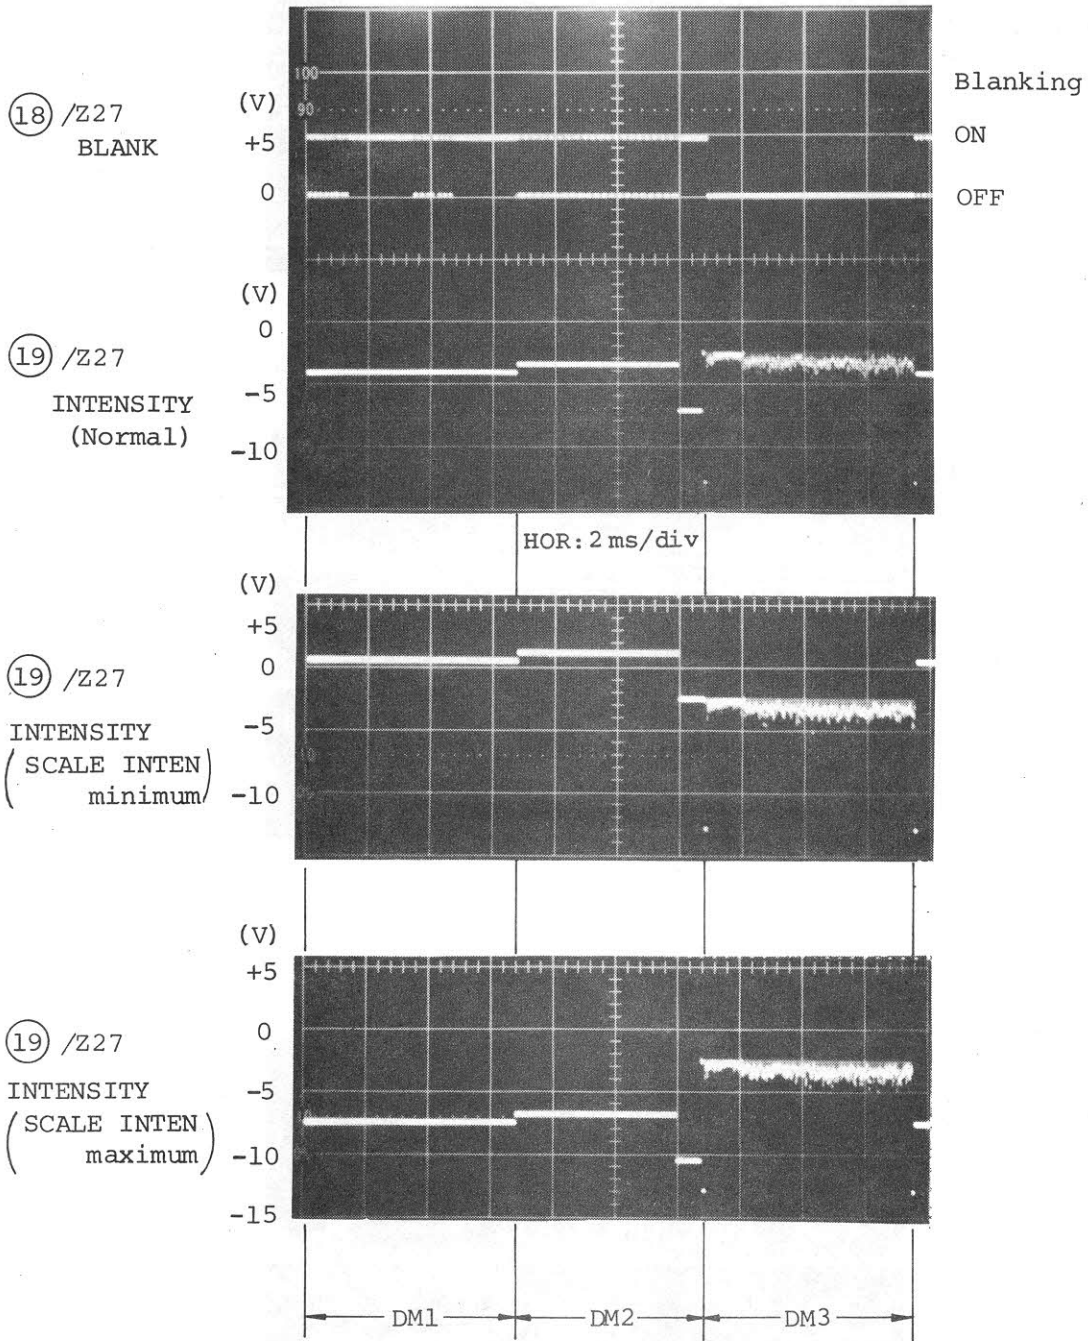 100
90
(V)
Blanking
18 /Z27
BLANK
+5
ON
0
OFF
(V)
0
19 /Z27
-5
INTENSITY
(Normal)
-10
HOR: 2 ms/div
(V)
+5
0
19 /Z27
-5
INTENSITY
( SCALE INTEN
minimum )
-10
(V)
+5
0
19 /Z27
INTENSITY
-5
( SCALE INTEN
maximum )
-10
-15
DM1
DM2
DM3